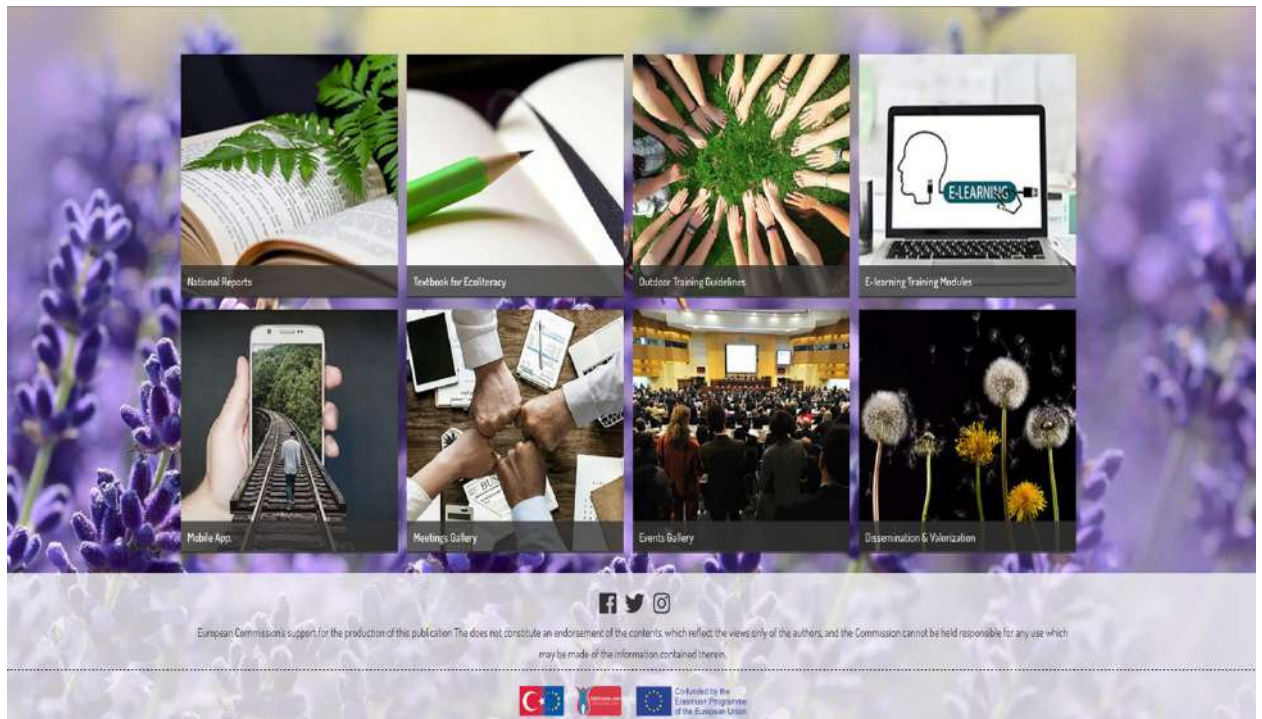 E-LEARNING
National Reports
Textbook for Ecoliteracy
Outdoor Training Guidelines
E-learning Training Modules
BUSI
Mobile App.
Meetings Gallery
Events Gallery
Dissemination & Valorization
European Commission's support for the production of this publication The does not constitute an endorsement of the contents, which reflect the views only of the authors, and the Commission cannot be held responsible for any use which
may be made of the information contained therein.
Co-funded by the
Erasmus+ Programme
of the European Union